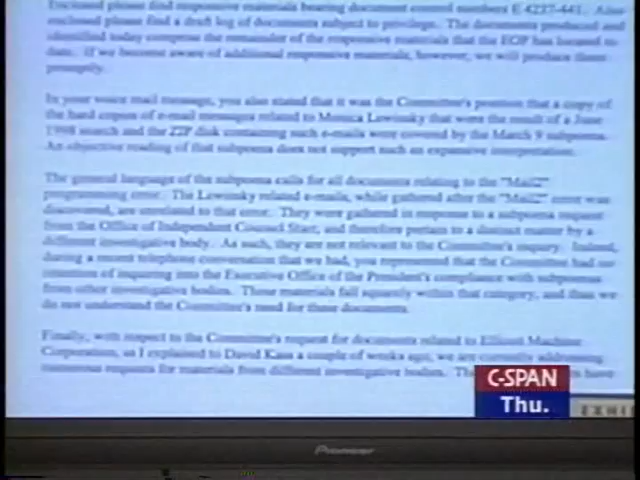 Enclosed please find responsive materials bearing document control numbers E 4237-441. Also
enclosed please find a draft log of documents subject to privilege. The documents produced and
identified today comprise the remainder of the responsive materials that the EOP has located to
date. If we become aware of additional responsive materials, however, we will produce them
promptly.
In your voice mail message, you also stated that it was the Committee's position that a copy of
the hard copies of e-mail messages related to Monica Lewinsky that were the result of a June
1998 search and the ZIP disk containing such e-mails were covered by the March 9 subpoena.
An objective reading of that subpoena does not support such an expansive interpretation.
The general language of the subpoena calls for all documents relating to the "Mail2"
programming error. The Lewinsky related e-mails, while gathered after the "Mail2" error was
discovered, are unrelated to that error. They were gathered in response to a subpoena request
from the Office of Independent Counsel Starr, and therefore pertain to a distinct matter by a
different investigative body. As such, they are not relevant to the Committee's inquiry. Indeed,
during a recent telephone conversation that we had, you represented that the Committee had no
intention of inquiring into the Executive Office of the President's compliance with subpoenas
from other investigative bodies. These materials fall squarely within that category, and thus we
do not understand the Committee's need for these documents.
Finally, with respect to the Committee's request for documents related to Elliott Machine
Corporation, as I explained to David Kass a couple of weeks ago, we are currently addressing
numerous requests for materials from different investigative bodies. have
C-SPAN
Thu.
EXHI
Pioneer